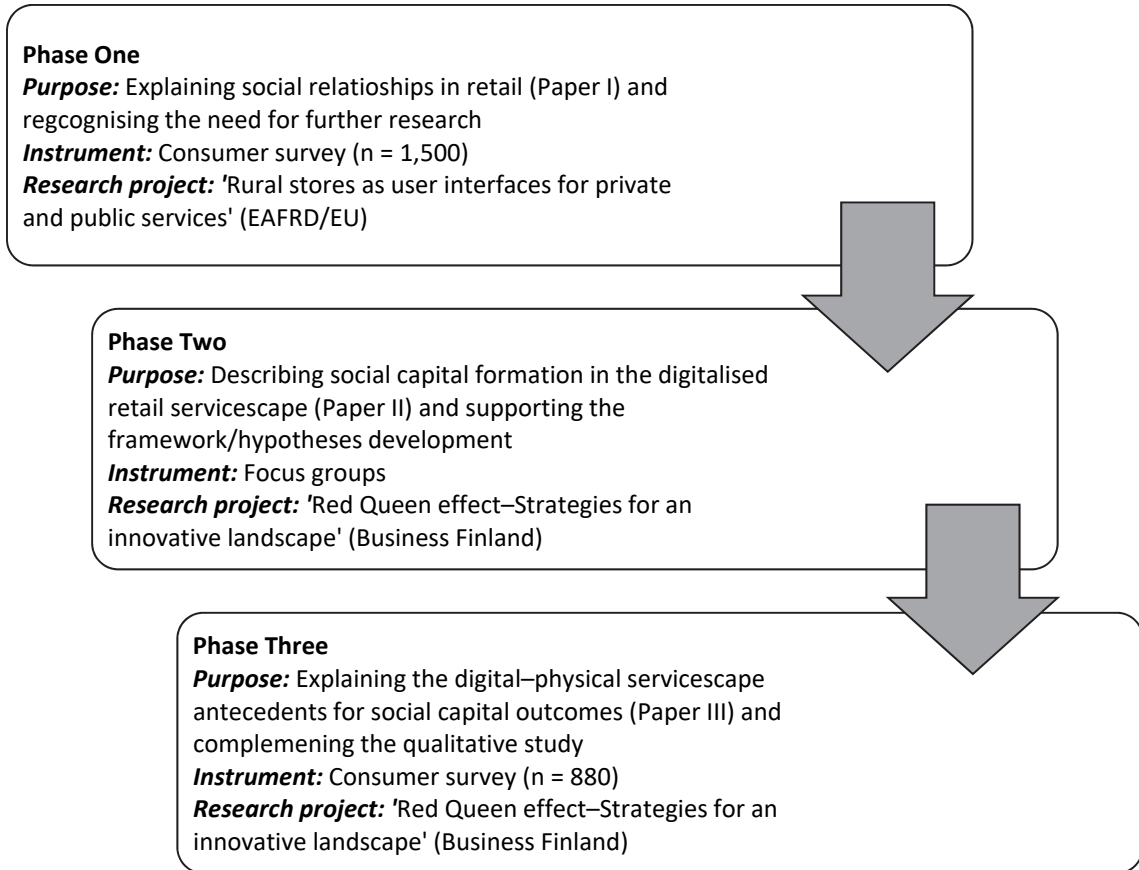 Phase One
Purpose: Explaining social relatioships in retail (Paper I) and
regcognising the need for further research
Instrument: Consumer survey (n = 1,500)
Research project: 'Rural stores as user interfaces for private
and public services' (EAFRD/EU)
Phase Two
Purpose: Describing social capital formation in the digitalised
retail servicescape (Paper II) and supporting the
framework/hypotheses development
Instrument: Focus groups
Research project: 'Red Queen effect–Strategies for an
innovative landscape' (Business Finland)
Phase Three
Purpose: Explaining the digital–physical servicescape
antecedents for social capital outcomes (Paper III) and
complemening the qualitative study
Instrument: Consumer survey (n = 880)
Research project: 'Red Queen effect–Strategies for an
innovative landscape' (Business Finland)